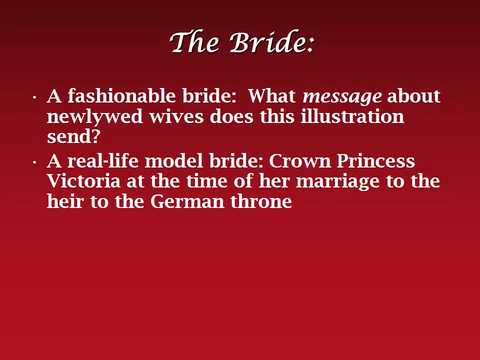 The Bride:
· A fashionable bride:  What message about
newlywed wives does this illustration
send?
· A real-life model bride: Crown Princess
Victoria at the time of her marriage to the
heir to the German throne